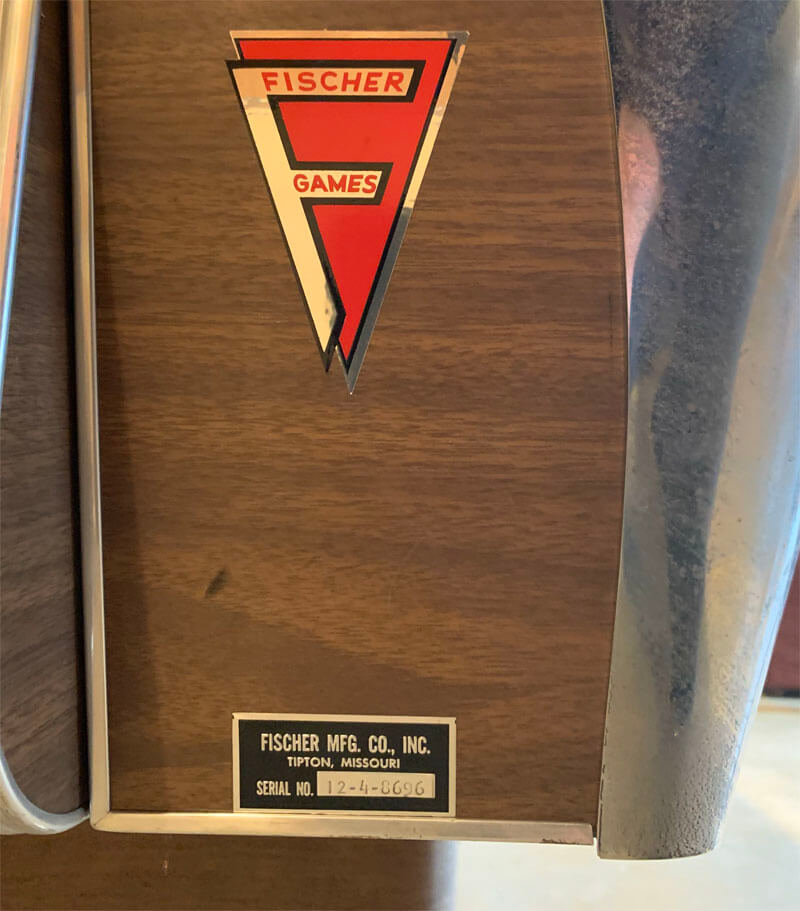 FISCHER
GAMES
FISCHER MFG. CO., INC.
TIPTON, MISSOURI
SERIAL NO. 12-4-8696